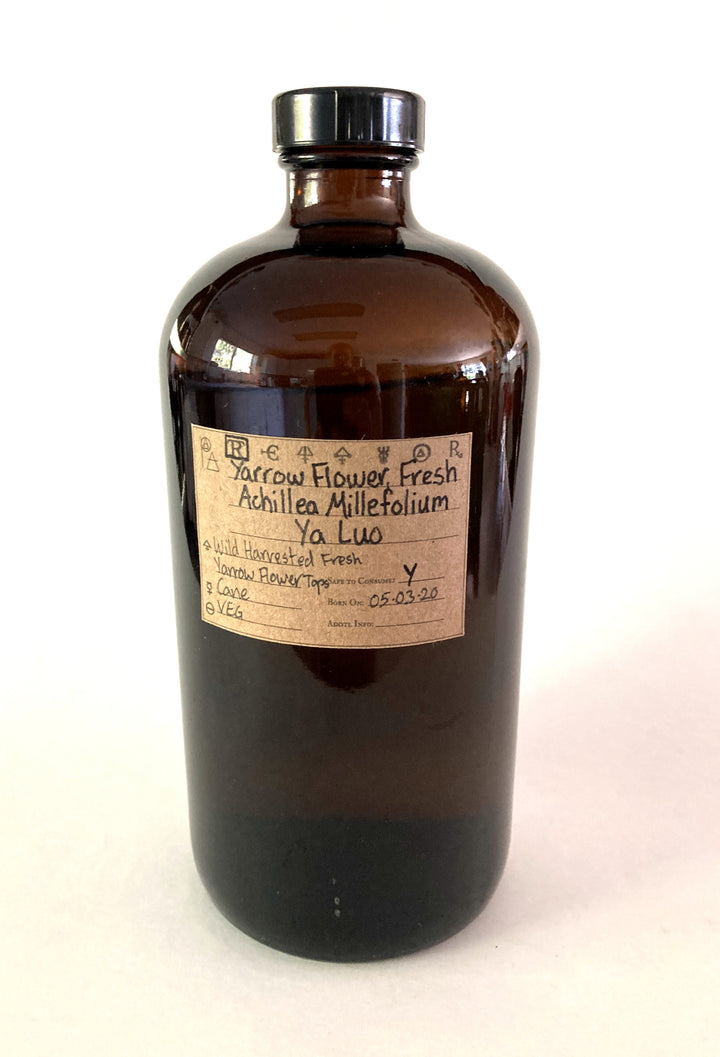 R
Yarrow Flower, Fresh
Achillea Millefolium
Ya Luo
Wild Harvested Fresh
Yarrow Flower Tops
Safe to Consume: Y
Cane
Born On: 05·03·20
VEG
Adote Info: